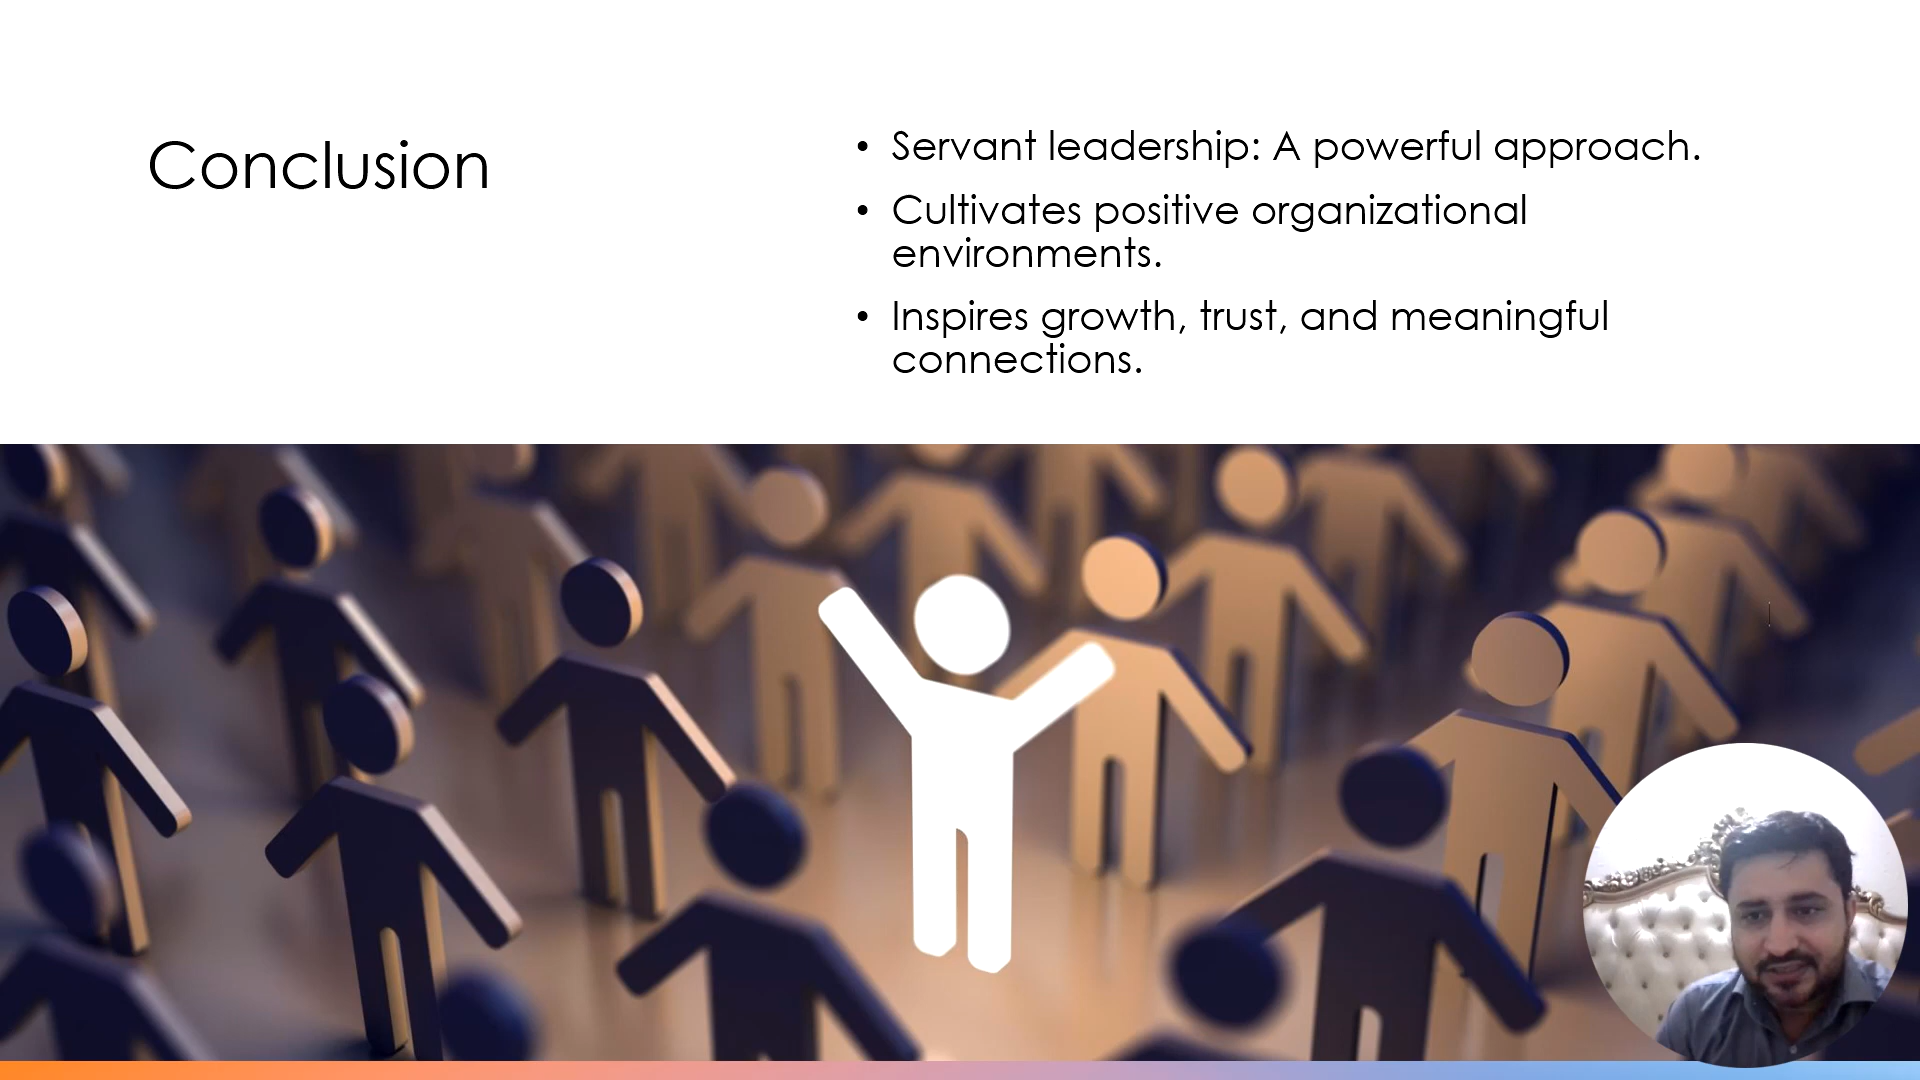 Conclusion
• Servant leadership: A powerful approach.
• Cultivates positive organizational
environments.
• Inspires growth, trust, and meaningful
connections.